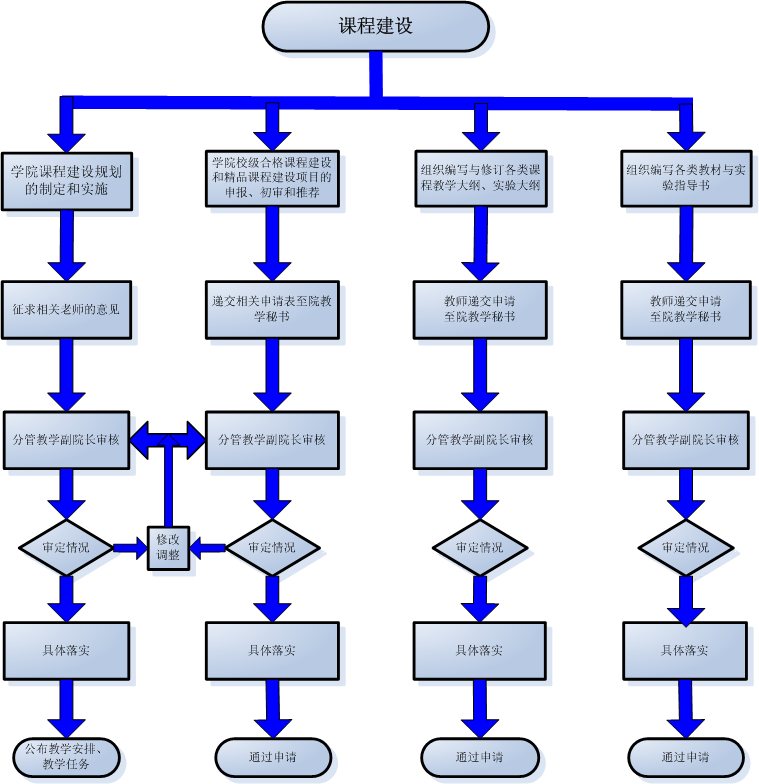 课程建设
学院课程建设规划
的制定和实施
学院校级合格课程建设
和精品课程建设项目的
申报、初审和推荐
组织编写与修订各类课
程教学大纲、实验大纲
组织编写各类教材与实
验指导书
征求相关老师的意见
递交相关申请表至院教
学秘书
教师递交申请
至院教学秘书
教师递交申请
至院教学秘书
分管教学副院长审核
分管教学副院长审核
分管教学副院长审核
分管教学副院长审核
审定情况
修改
调整
审定情况
审定情况
审定情况
具体落实
具体落实
具体落实
具体落实
公布教学安排、
教学任务
通过申请
通过申请
通过申请